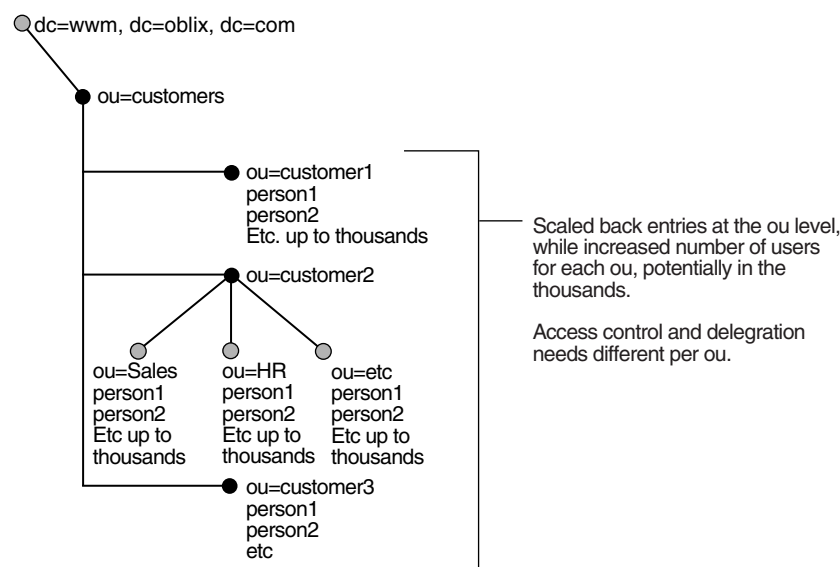 dc=wwm, dc=oblix, dc=com
ou=customers
ou=customer1
person1
person2
Etc. up to thousands
ou=customer2
ou=Sales
person1
person2
Etc up to
thousands
ou=HR
person1
person2
Etc up to
thousands
ou=etc
person1
person2
Etc up to
thousands
ou=customer3
person1
person2
etc
Scaled back entries at the ou level,
while increased number of users
for each ou, potentially in the
thousands.
Access control and delegration
needs different per ou.